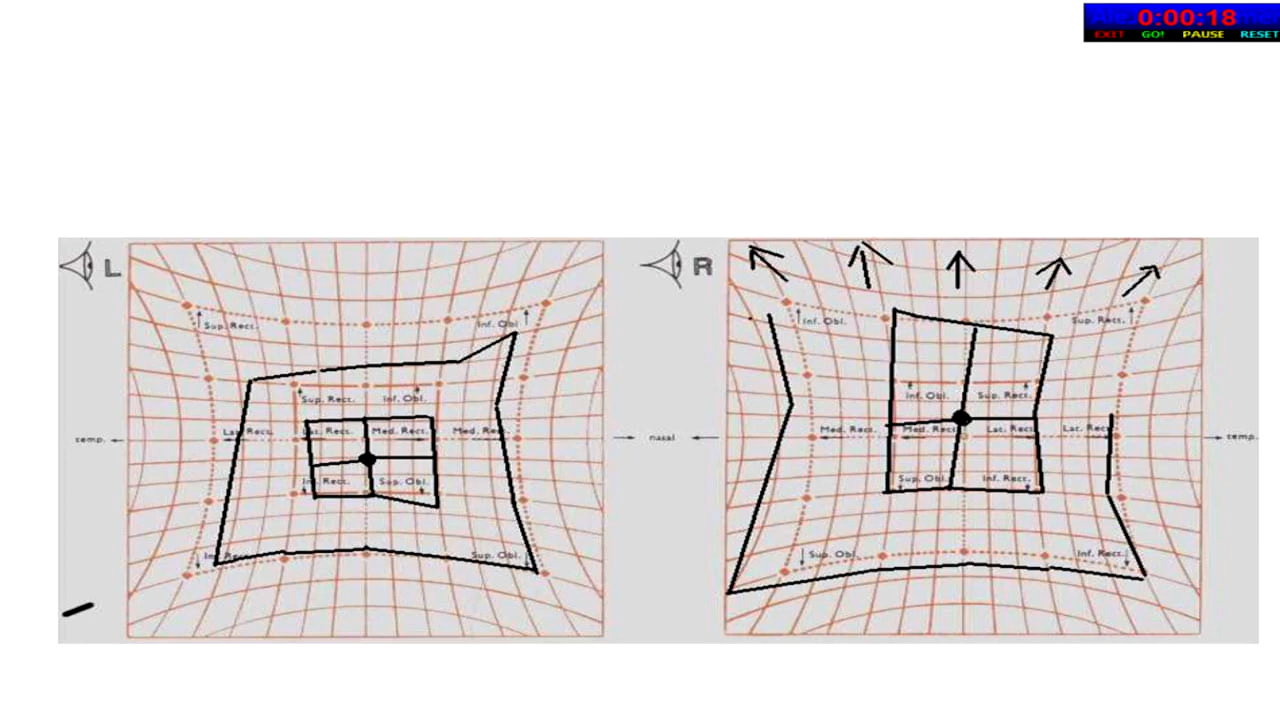 0:00:18
EXIT GO! PAUSE RESET
L
R
Sup. Rect. Inf. Obl.
Inf. Obl. Sup. Rect.
Sup. Rect. Inf. Obl.
Inf. Obl. Sup. Rect.
temp. Lat. Rect. Lat. Rect. Med. Rect. Med. Rect. nasal Med. Rect. Med. Rect. Lat. Rect. Lat. Rect. temp.
Inf. Rect. Sup. Obl.
Sup. Obl. Inf. Rect.
Inf. Rect. Sup. Obl.
Sup. Obl. Inf. Rect.